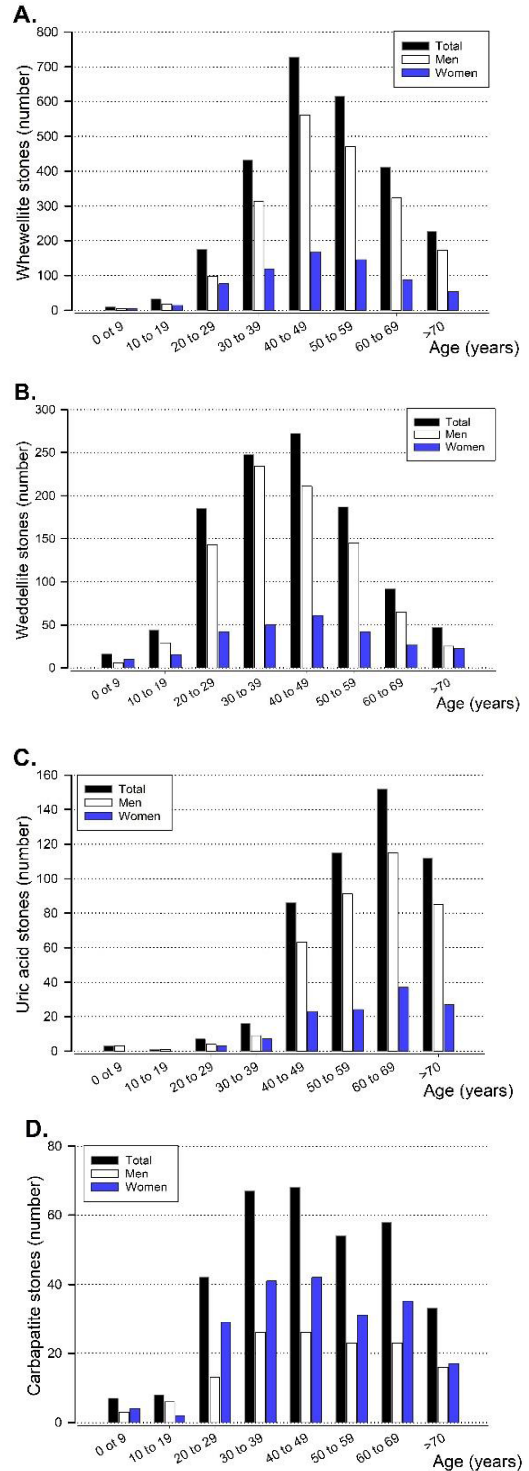 A.
800
700
600
500
400
300
200
100
0
Whewellite stones (number)
Total
Men
Women
0 ot 9
10 to 19
20 to 29
30 to 39
40 to 49
50 to 59
60 to 69
>70
Age (years)
B.
300
250
200
150
100
50
0
Weddellite stones (number)
Total
Men
Women
0 ot 9
10 to 19
20 to 29
30 to 39
40 to 49
50 to 59
60 to 69
>70
Age (years)
C.
160
140
120
100
80
60
40
20
0
Uric acid stones (number)
Total
Men
Women
0 ot 9
10 to 19
20 to 29
30 to 39
40 to 49
50 to 59
60 to 69
>70
Age (years)
D.
80
60
40
20
0
Carbapatite stones (number)
Total
Men
Women
0 ot 9
10 to 19
20 to 29
30 to 39
40 to 49
50 to 59
60 to 69
>70
Age (years)